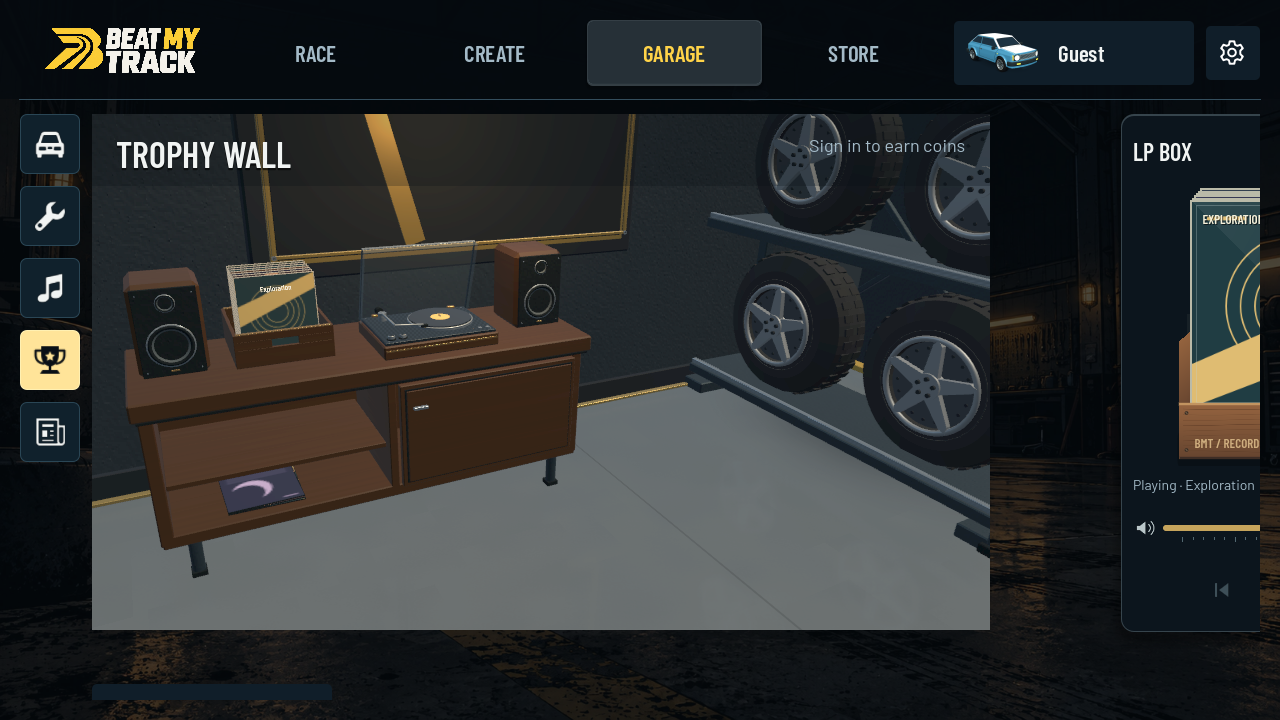 BEAT MY
TRACK
RACE
CREATE
GARAGE
STORE
Guest
TROPHY WALL
Sign in to earn coins
Exploration
LP BOX
EXPLORATION
BMT / RECORD
Playing · Exploration